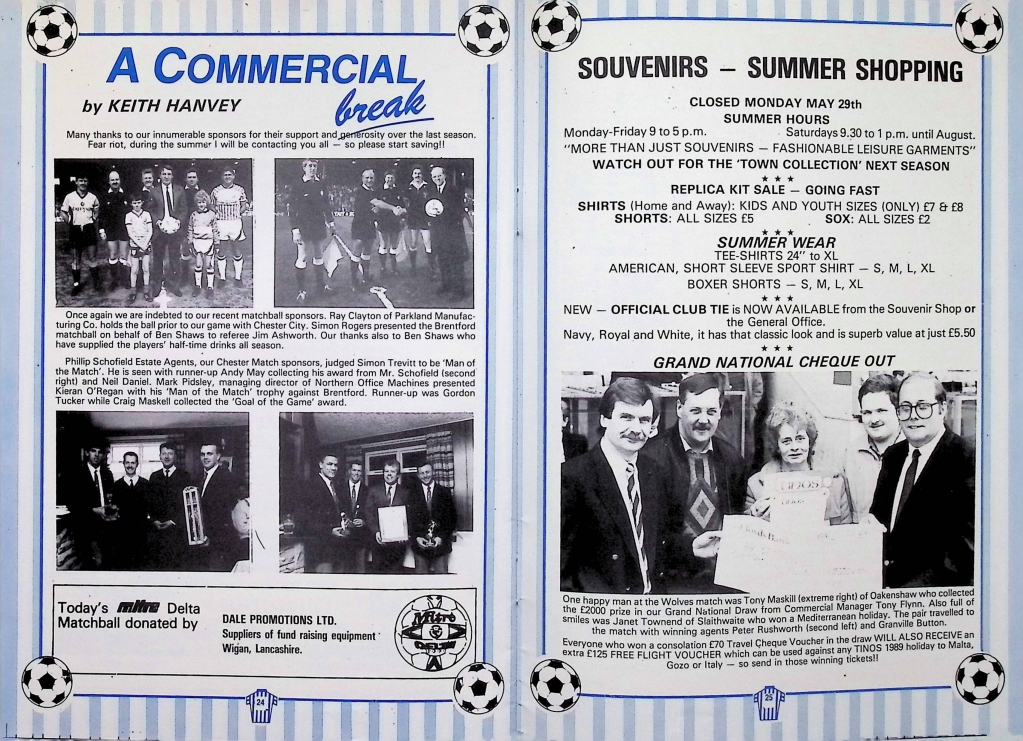 A COMMERCIAL
break
by KEITH HANVEY
Many thanks to our innumerable sponsors for their support and generosity over the last season.
Fear riot, during the summer I will be contacting you all — so please start saving!!
Once again we are indebted to our recent matchball sponsors. Ray Clayton of Parkland Manufac-
turing Co. holds the ball prior to our game with Chester City. Simon Rogers presented the Brentford
matchball on behalf of Ben Shaws to referee Jim Ashworth. Our thanks also to Ben Shaws who
have supplied the players' half-time drinks all season.
Phillip Schofield Estate Agents, our Chester Match sponsors, judged Simon Trevitt to be 'Man of
the Match'. He is seen with runner-up Andy May collecting his award from Mr. Schofield (second
right) and Neil Daniel. Mark Pidsley, managing director of Northern Office Machines presented
Kieran O'Regan with his 'Man of the Match' trophy against Brentford. Runner-up was Gordon
Tucker while Craig Maskell collected the 'Goal of the Game' award.
Today's mitre Delta
Matchball donated by
DALE PROMOTIONS LTD.
Suppliers of fund raising equipment
Wigan, Lancashire.
Mitre
DELTA
24
SOUVENIRS — SUMMER SHOPPING
CLOSED MONDAY MAY 29th
SUMMER HOURS
Monday-Friday 9 to 5 p.m. Saturdays 9.30 to 1 p.m. until August.
"MORE THAN JUST SOUVENIRS — FASHIONABLE LEISURE GARMENTS"
WATCH OUT FOR THE 'TOWN COLLECTION' NEXT SEASON
★ ★ ★
REPLICA KIT SALE — GOING FAST
SHIRTS (Home and Away): KIDS AND YOUTH SIZES (ONLY) £7 & £8
SHORTS: ALL SIZES £5 SOX: ALL SIZES £2
★ ★ ★
SUMMER WEAR
TEE-SHIRTS 24" to XL
AMERICAN, SHORT SLEEVE SPORT SHIRT — S, M, L, XL
BOXER SHORTS — S, M, L, XL
★ ★ ★
NEW — OFFICIAL CLUB TIE is NOW AVAILABLE from the Souvenir Shop or
the General Office.
Navy, Royal and White, it has that classic look and is superb value at just £5.50
★ ★ ★
GRAND NATIONAL CHEQUE OUT
Lloyds Bank
One happy man at the Wolves match was Tony Maskill (extreme right) of Oakenshaw who collected
the £2000 prize in our Grand National Draw from Commercial Manager Tony Flynn. Also full of
smiles was Janet Townend of Slaithwaite who won a Mediterranean holiday. The pair travelled to
the match with winning agents Peter Rushworth (second left) and Granville Button.
Everyone who won a consolation £70 Travel Cheque Voucher in the draw WILL ALSO RECEIVE an
extra £125 FREE FLIGHT VOUCHER which can be used against any TINOS 1989 holiday to Malta,
Gozo or Italy — so send in those winning tickets!!
25